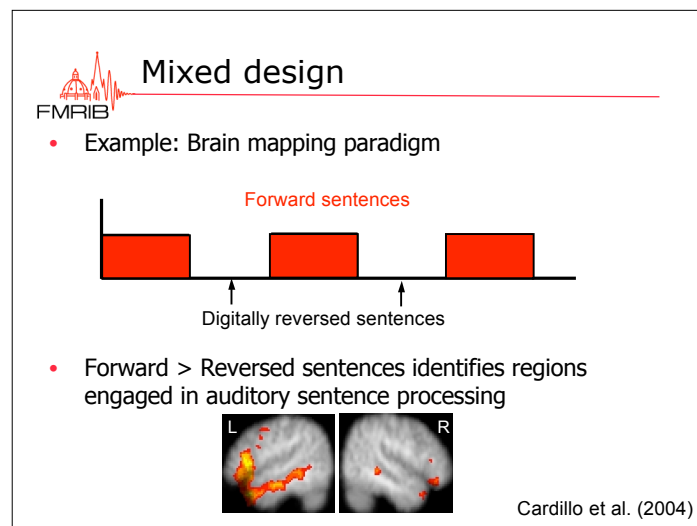 Mixed design
FMRIB
• Example: Brain mapping paradigm
Forward sentences
Digitally reversed sentences
• Forward > Reversed sentences identifies regions
engaged in auditory sentence processing
L
R
Cardillo et al. (2004)